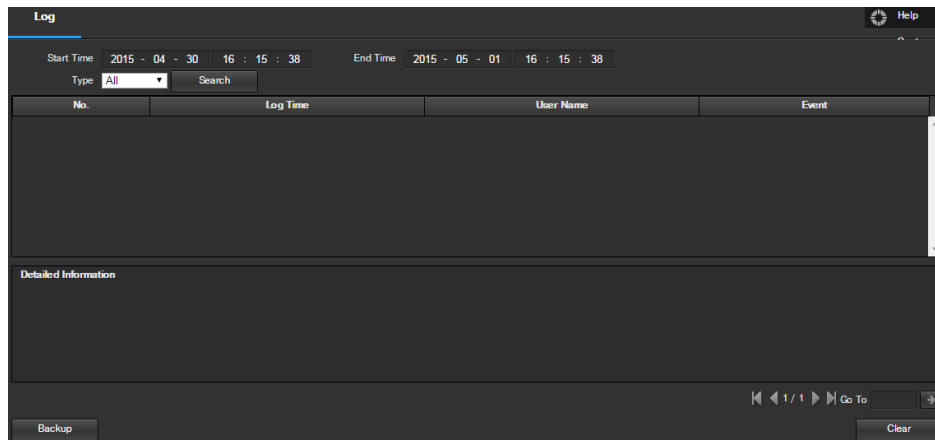 Log Help
Start Time 2015 - 04 - 30 16 : 15 : 38 End Time 2015 - 05 - 01 16 : 15 : 38
Type All Search
No. Log Time User Name Event
Detailed Information
1 / 1 Go To
Backup Clear